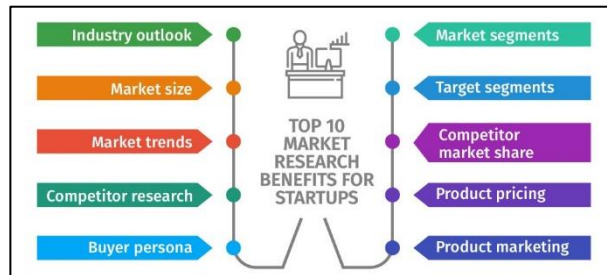 Industry outlook
Market size
Market trends
Competitor research
Buyer persona
TOP 10
MARKET
RESEARCH
BENEFITS FOR
STARTUPS
Market segments
Target segments
Competitor
market share
Product pricing
Product marketing